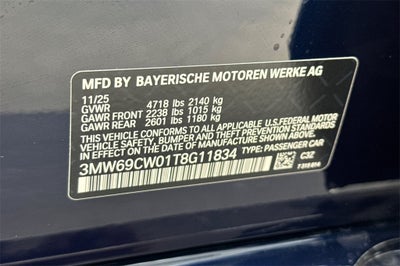 MFD BY BAYERISCHE MOTOREN WERKE AG
11/25
GVWR 4718 lbs 2140 kg
GAWR FRONT 2238 lbs 1015 kg
GAWR REAR 2601 lbs 1180 kg
THIS VEHICLE CONFORMS TO ALL APPLICABLE U.S. FEDERAL MOTOR
VEHICLE SAFETY, BUMPER, AND THEFT PREVENTION STANDARDS IN
EFFECT ON THE DATE OF MANUFACTURE SHOWN ABOVE.
3MW69CW01T8G11834 TYPE: PASSENGER CAR
C3Z